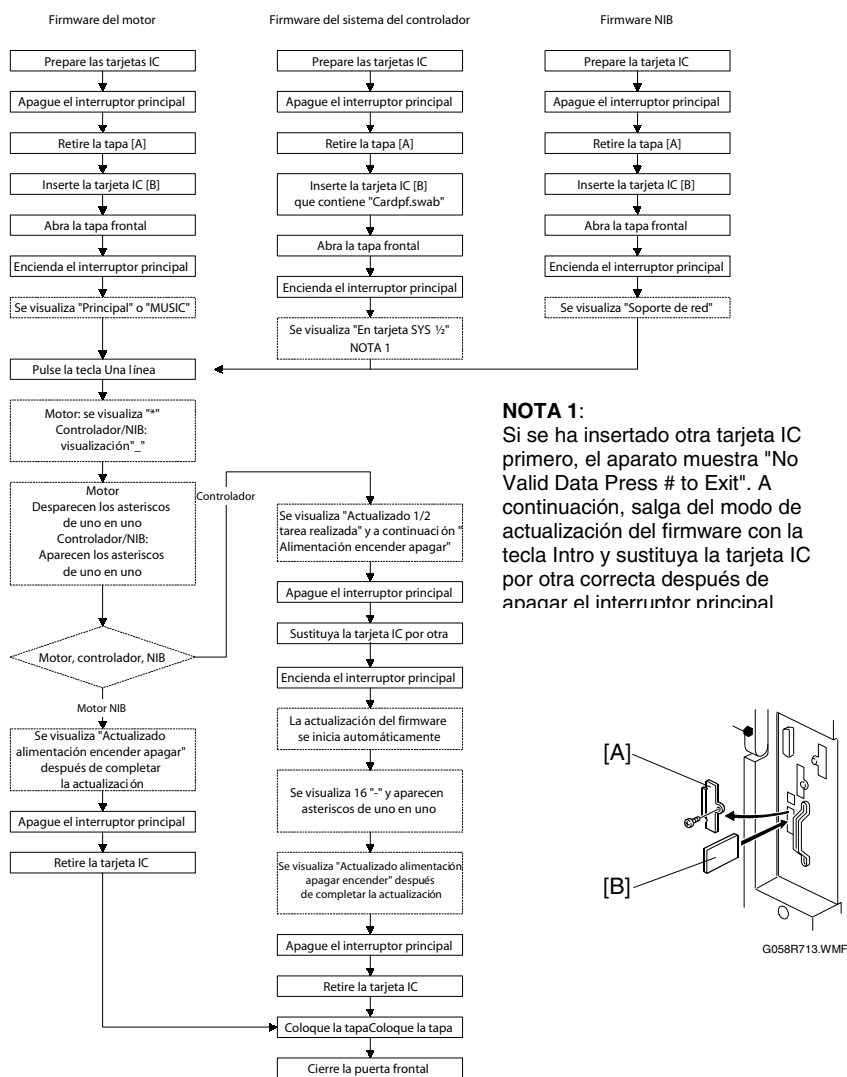 Firmware del motor
Prepare las tarjetas IC
Apague el interruptor principal
Retire la tapa [A]
Inserte la tarjeta IC [B]
Abra la tapa frontal
Encienda el interruptor principal
Se visualiza "Principal" o "MUSIC"
Firmware del sistema del controlador
Prepare las tarjetas IC
Apague el interruptor principal
Retire la tapa [A]
Inserte la tarjeta IC [B]
que contiene "Cardpf.swab"
Abra la tapa frontal
Encienda el interruptor principal
Se visualiza "En tarjeta SYS ½"
NOTA 1
Firmware NIB
Prepare la tarjeta IC
Apague el interruptor principal
Retire la tapa [A]
Inserte la tarjeta IC [B]
Abra la tapa frontal
Encienda el interruptor principal
Se visualiza "Soporte de red"
Pulse la tecla Una línea
Motor: se visualiza "*"
Controlador/NIB:
visualización"_"
Motor
Desparecen los asteriscos
de uno en uno
Controlador/NIB:
Aparecen los asteriscos
de uno en uno
Motor, controlador, NIB
Motor NIB
Se visualiza "Actualizado
alimentación encender apagar"
después de completar
la actualización
Apague el interruptor principal
Retire la tarjeta IC
Controlador
Se visualiza "Actualizado 1/2
tarea realizada" y a continuación "
Alimentación encender apagar"
Apague el interruptor principal
Sustituya la tarjeta IC por otra
Encienda el interruptor principal
La actualización del firmware
se inicia automáticamente
Se visualiza 16 "-" y aparecen
asteriscos de uno en uno
Se visualiza "Actualizado alimentación
apagar encender" después
de completar la actualización
Apague el interruptor principal
Retire la tarjeta IC
Coloque la tapaColoque la tapa
Cierre la puerta frontal
NOTA 1:
Si se ha insertado otra tarjeta IC
primero, el aparato muestra "No
Valid Data Press # to Exit". A
continuación, salga del modo de
actualización del firmware con la
tecla Intro y sustituya la tarjeta IC
por otra correcta después de
apagar el interruptor principal
[A]
[B]
G058R713.WMF